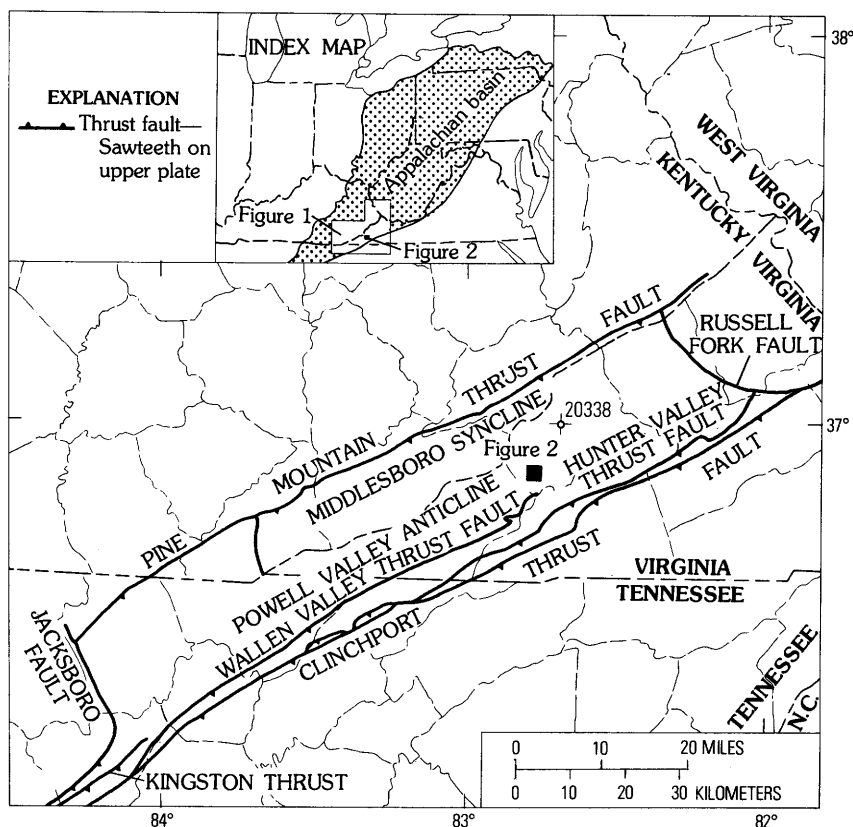 INDEX MAP
EXPLANATION
Thrust fault—
Sawteeth on
upper plate
Appalachian basin
Figure 1
Figure 2
38°
WEST VIRGINIA
KENTUCKY
VIRGINIA
RUSSELL
FORK FAULT
PINE MOUNTAIN THRUST FAULT
MIDDLESBORO SYNCLINE
20338
37°
Figure 2
HUNTER VALLEY
THRUST FAULT
POWELL VALLEY ANTICLINE
WALLEN VALLEY THRUST FAULT
CLINCHPORT THRUST FAULT
VIRGINIA
TENNESSEE
JACKSBORO
FAULT
TENNESSEE
N.C.
KINGSTON THRUST
0 10 20 MILES
0 10 20 30 KILOMETERS
84° 83° 82°